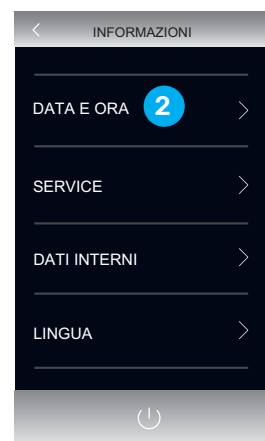 INFORMAZIONI
DATA E ORA 2
SERVICE
DATI INTERNI
LINGUA